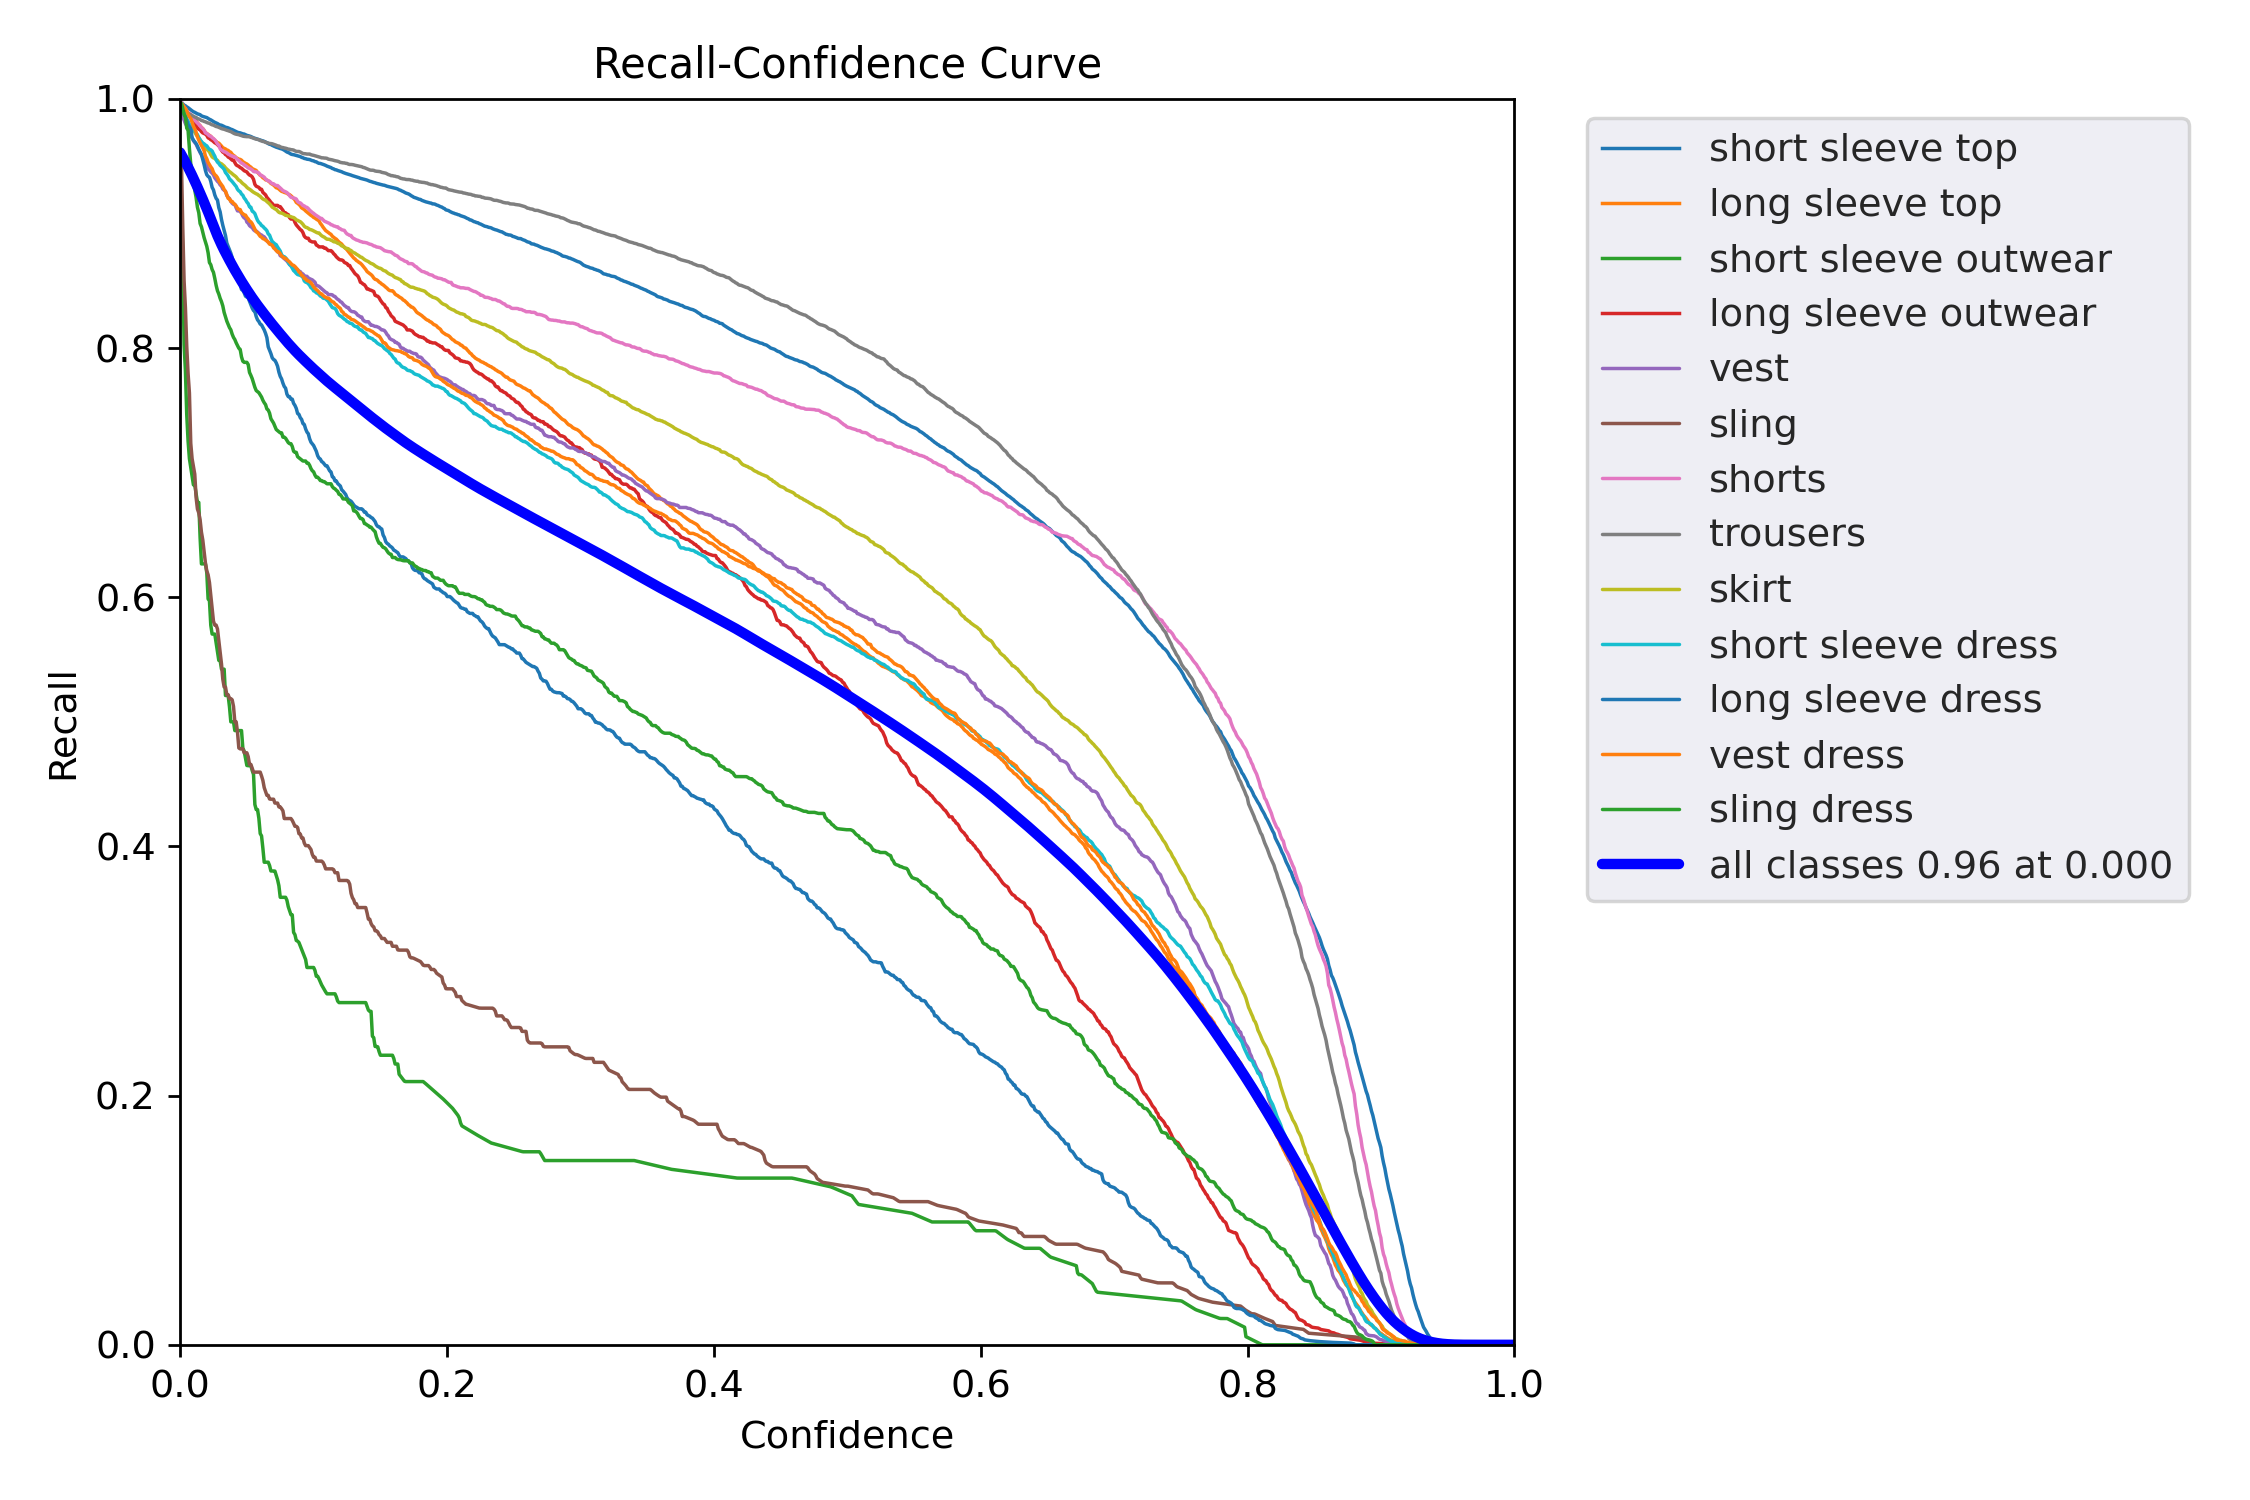 Recall-Confidence Curve
1.0
0.8
0.6
0.4
0.2
0.0
Recall
0.0 0.2 0.4 0.6 0.8 1.0
Confidence
short sleeve top
long sleeve top
short sleeve outwear
long sleeve outwear
vest
sling
shorts
trousers
skirt
short sleeve dress
long sleeve dress
vest dress
sling dress
all classes 0.96 at 0.000